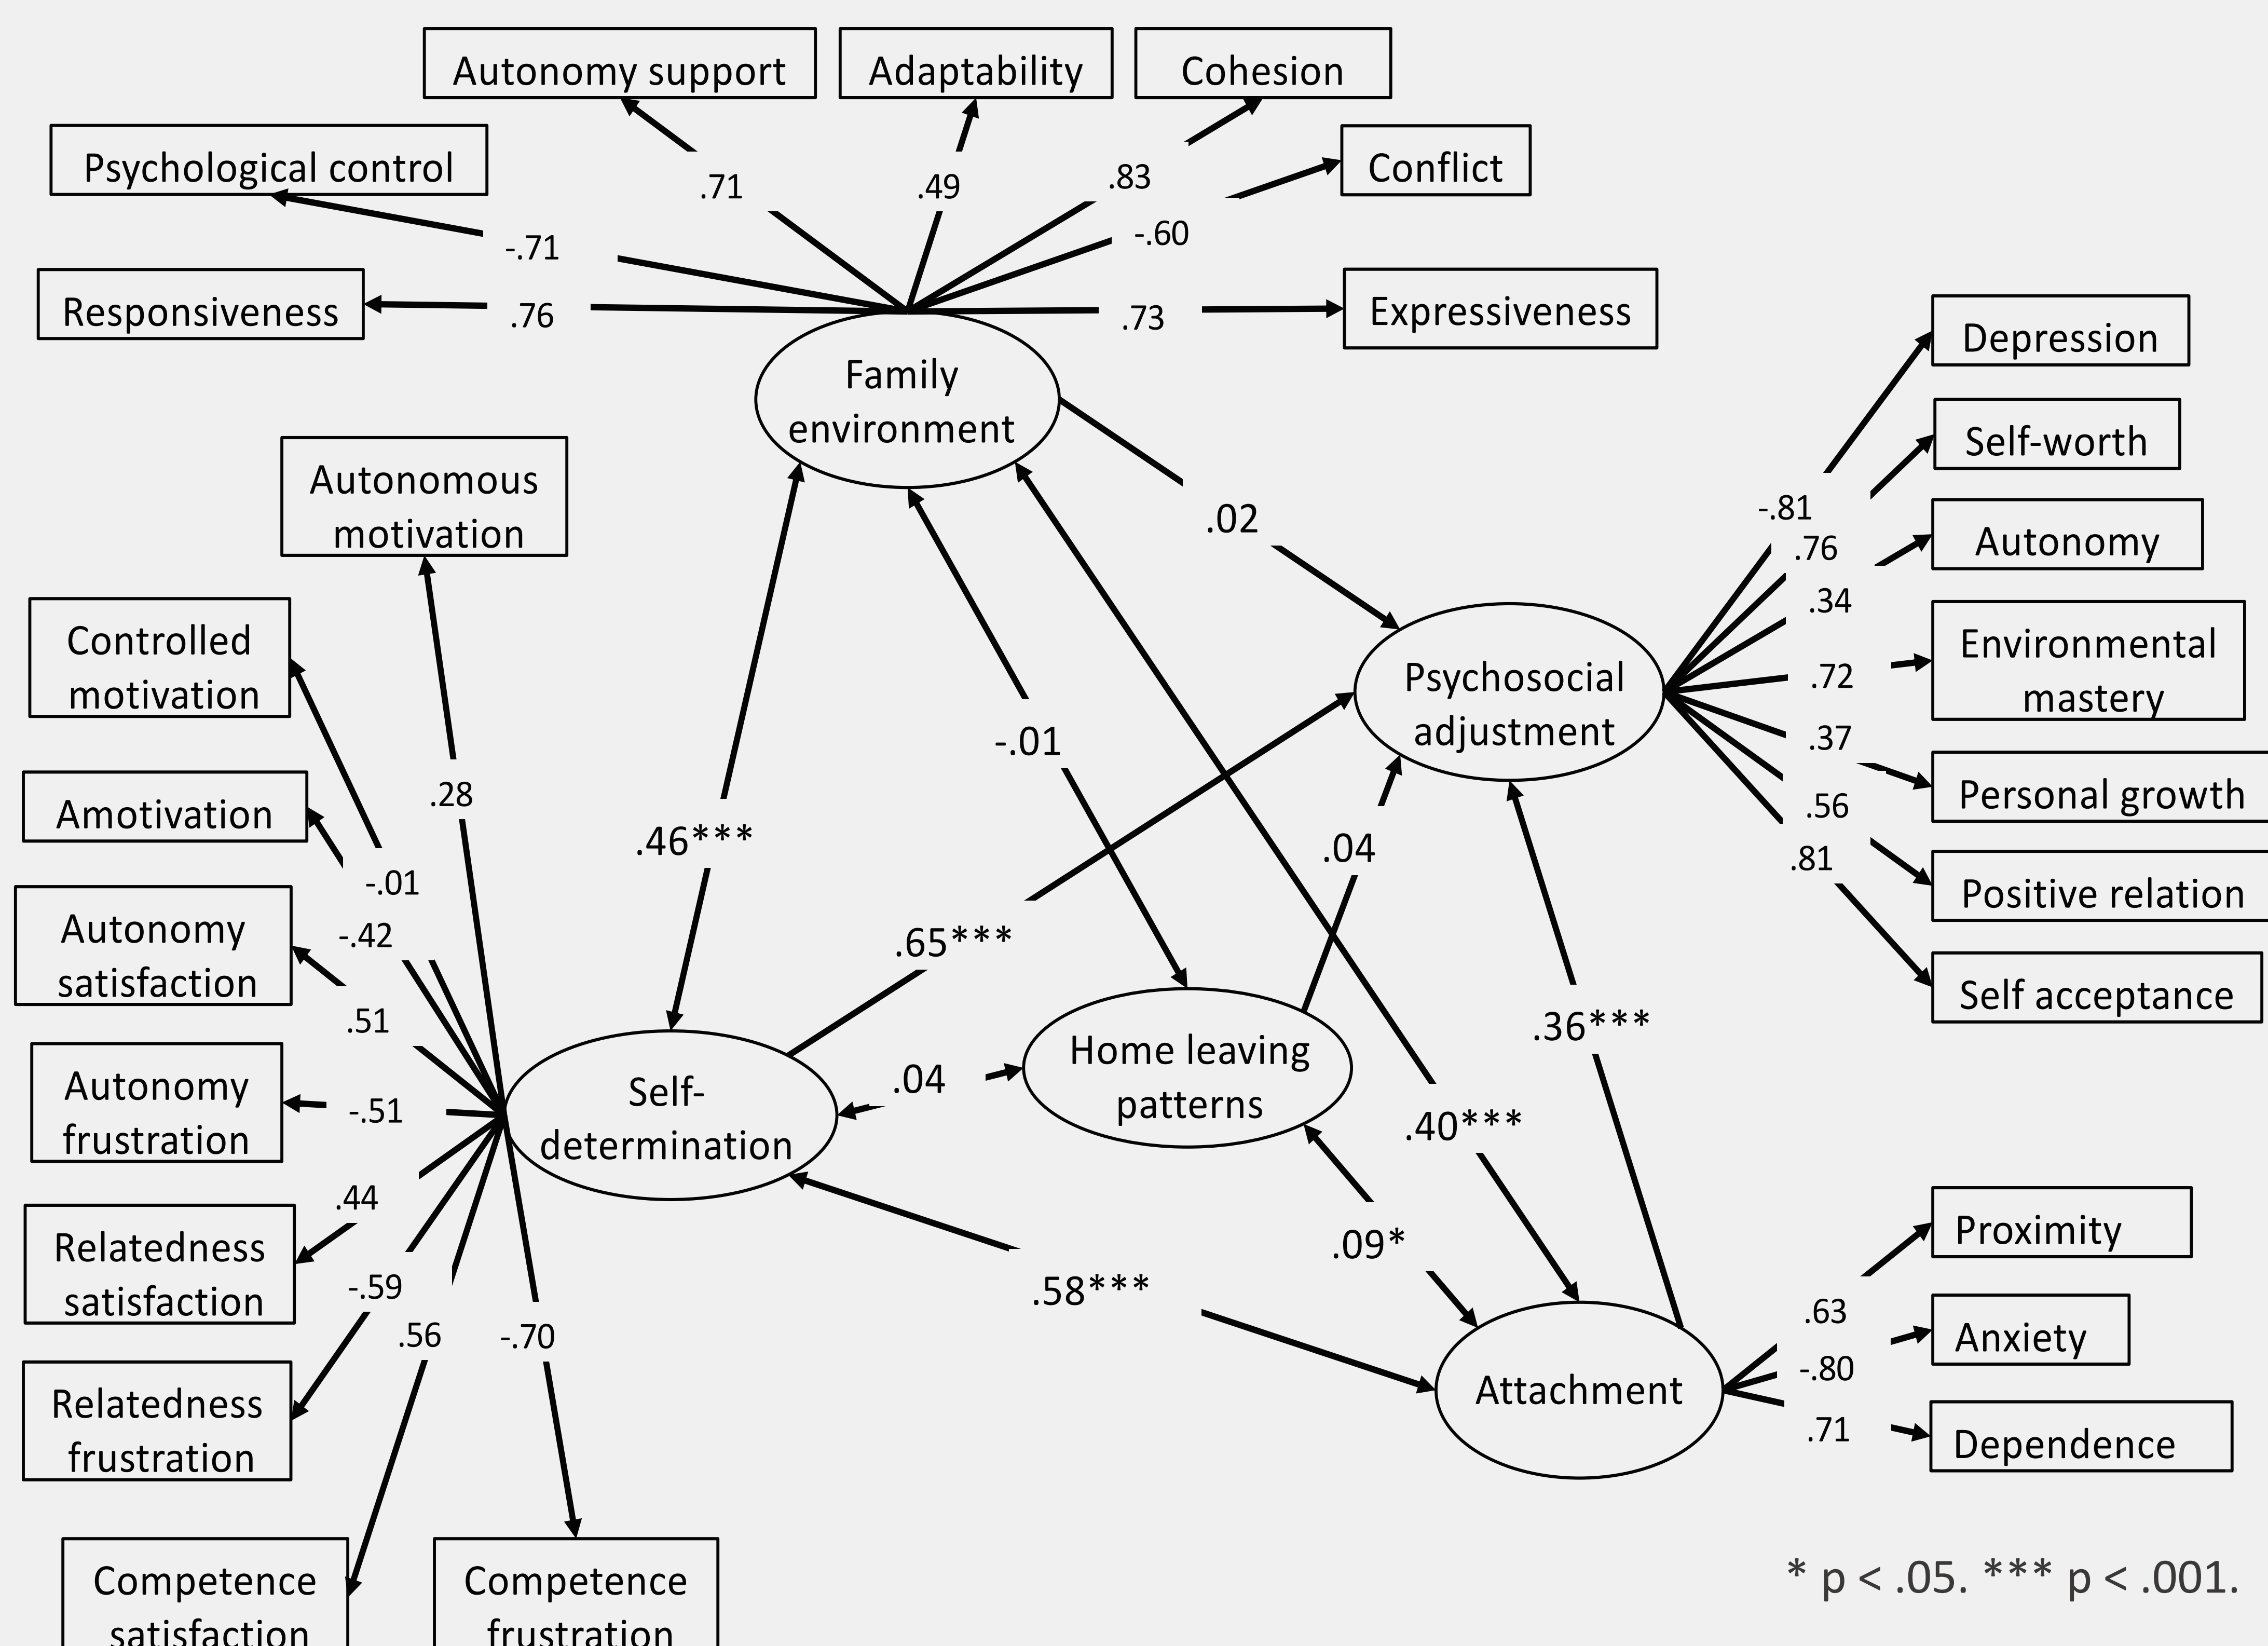 Autonomy support
Adaptability
Cohesion
Psychological control
Conflict
.71
.49
.83
-.71
-.60
Responsiveness
.76
.73
Expressiveness
Family
environment
Depression
Self-worth
Autonomy
Environmental
mastery
Personal growth
Positive relation
Self acceptance
-.81
.76
.34
.72
.37
.56
.81
.02
Psychosocial
adjustment
Autonomous
motivation
Controlled
motivation
Amotivation
Autonomy
satisfaction
Autonomy
frustration
Relatedness
satisfaction
Relatedness
frustration
Competence
satisfaction
Competence
frustration
.28
-.01
-.42
.51
-.51
.44
-.59
.56
-.70
.46***
-.01
.04
.65***
.04
.36***
.40***
.09*
.58***
Self-
determination
Home leaving
patterns
Attachment
Proximity
Anxiety
Dependence
.63
-.80
.71
* p < .05. *** p < .001.